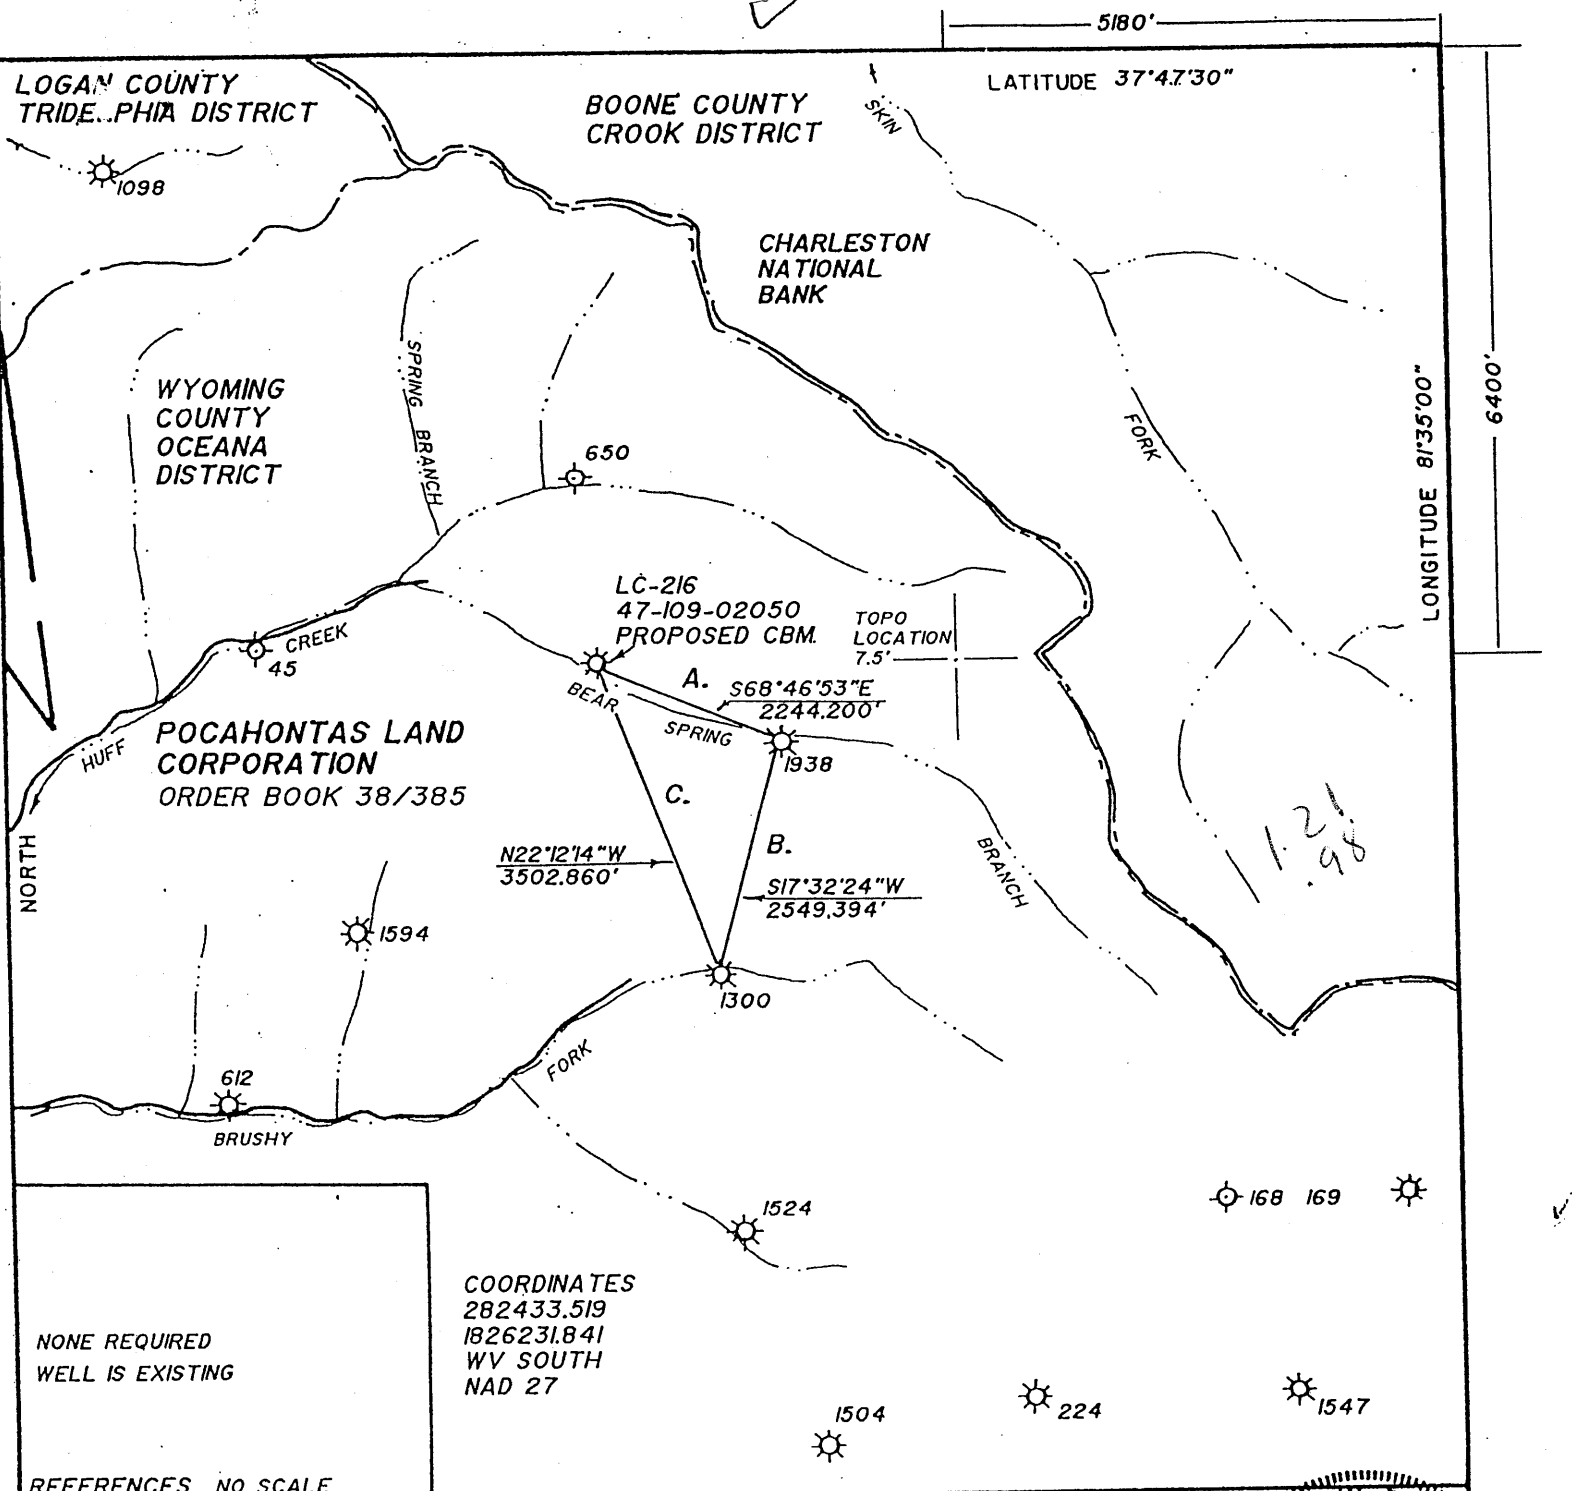 5180'
LATITUDE 37°47'30"
LOGAN COUNTY
TRIDE..PHIA DISTRICT
BOONE COUNTY
CROOK DISTRICT
SKIN
1098
CHARLESTON
NATIONAL
BANK
WYOMING
COUNTY
OCEANA
DISTRICT
SPRING BRANCH
FORK
LONGITUDE 81°35'00"
6400'
650
LC-216
47-109-02050
PROPOSED CBM.
TOPO
LOCATION
7.5'
CREEK
45
HUFF
A.
S68°46'53"E
2244.200'
BEAR
SPRING
1938
POCAHONTAS LAND
CORPORATION
ORDER BOOK 38/385
C.
B.
1.21
.98
NORTH
N22°12'14"W
3502.860'
S17°32'24"W
2549.394'
BRANCH
1594
1300
FORK
612
BRUSHY
168 169
1524
COORDINATES
282433.519
1826231.841
WV SOUTH
NAD 27
NONE REQUIRED
WELL IS EXISTING
224
1547
1504
REFERENCES NO SCALE